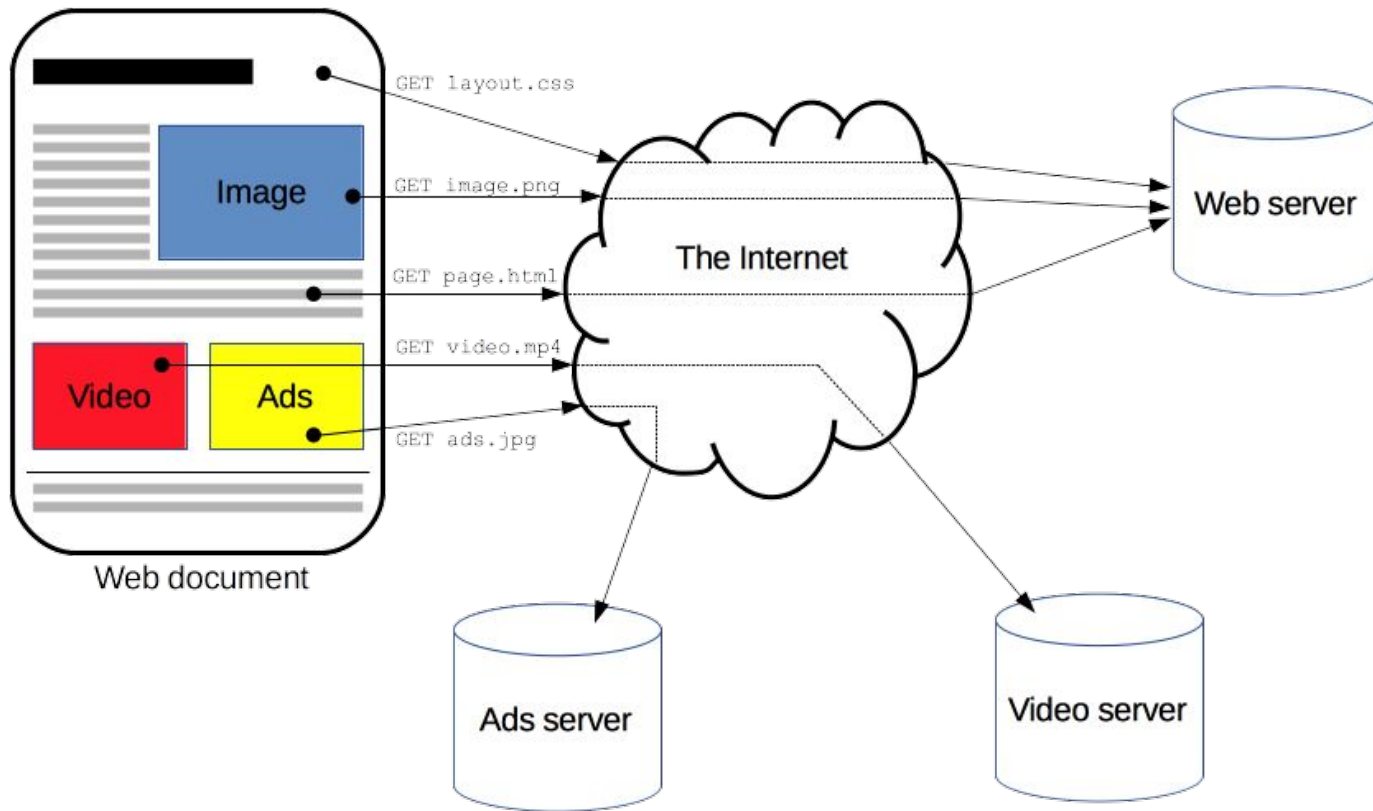 GET layout.css
Image
GET image.png
Web server
The Internet
GET page.html
GET video.mp4
Video
Ads
GET ads.jpg
Web document
Ads server
Video server